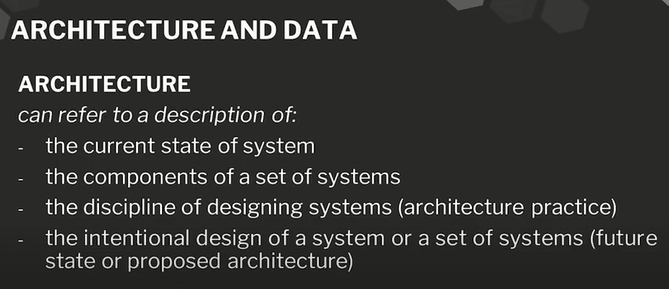 ARCHITECTURE AND DATA
ARCHITECTURE
can refer to a description of:
- the current state of system
- the components of a set of systems
- the discipline of designing systems (architecture practice)
- the intentional design of a system or a set of systems (future
state or proposed architecture)